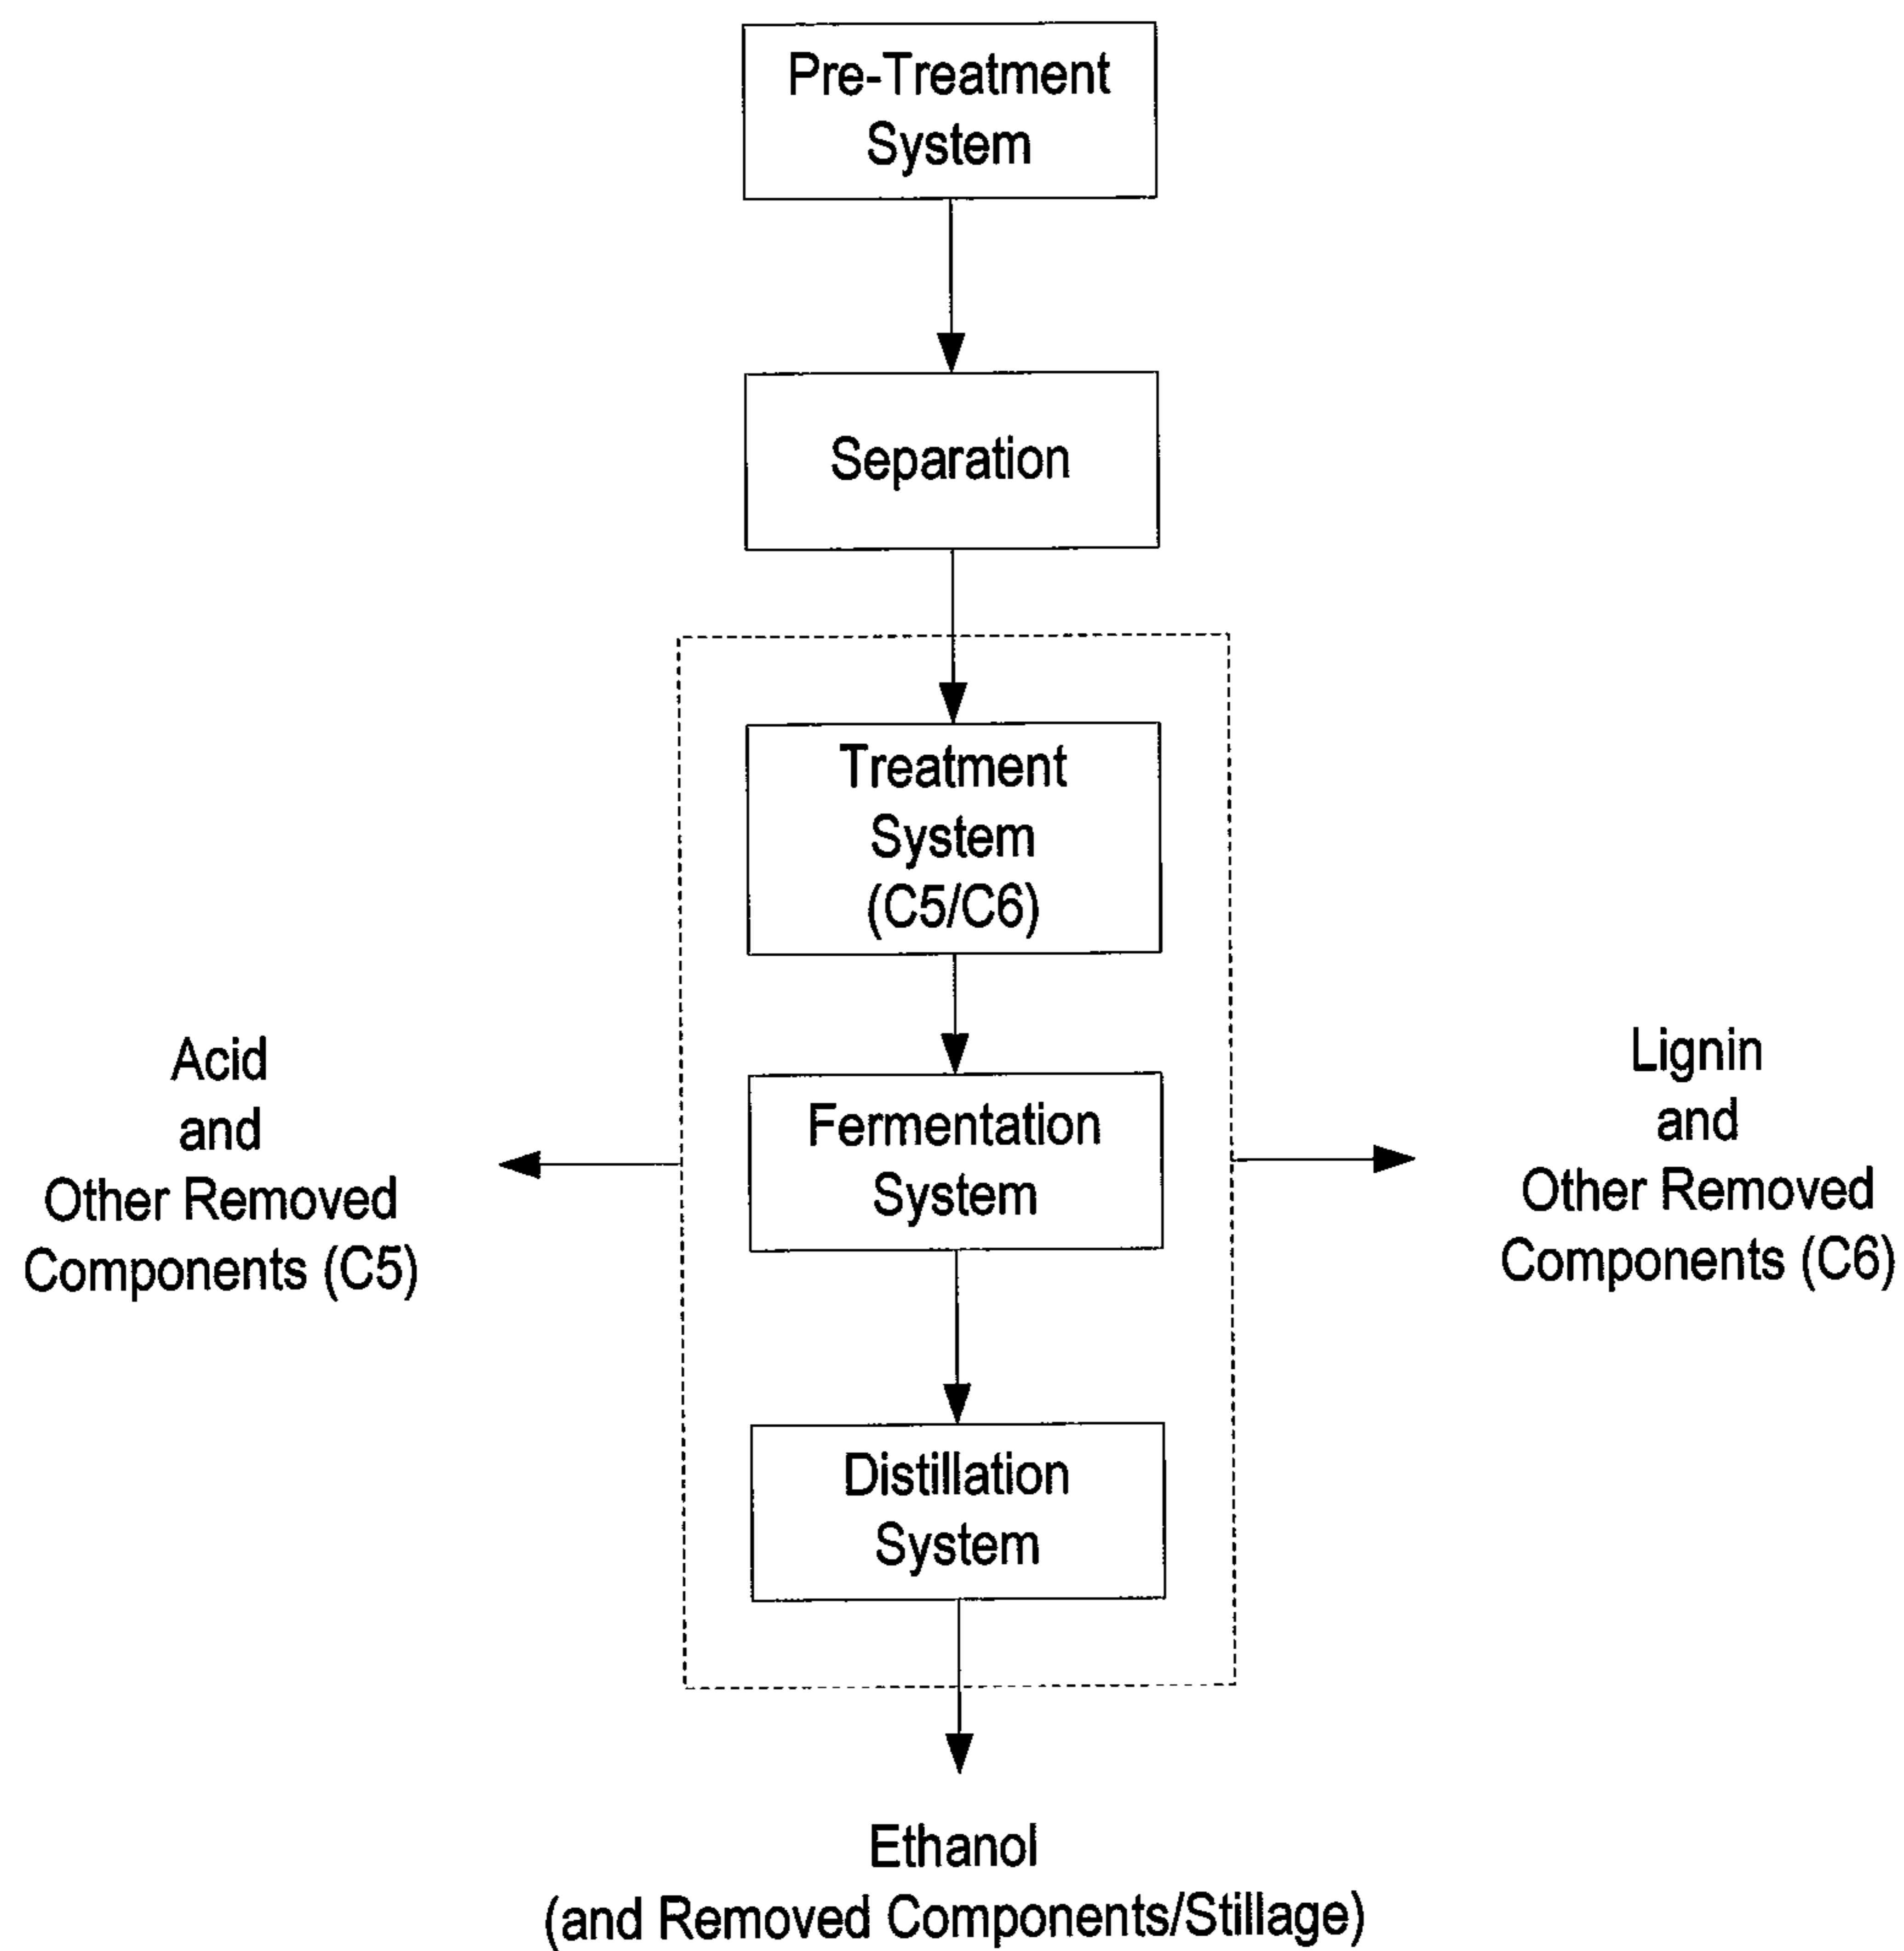 Pre-Treatment
System
Separation
Treatment
System
(C5/C6)
Fermentation
System
Acid
and
Other Removed
Components (C5)
Lignin
and
Other Removed
Components (C6)
Distillation
System
Ethanol
(and Removed Components/Stillage)